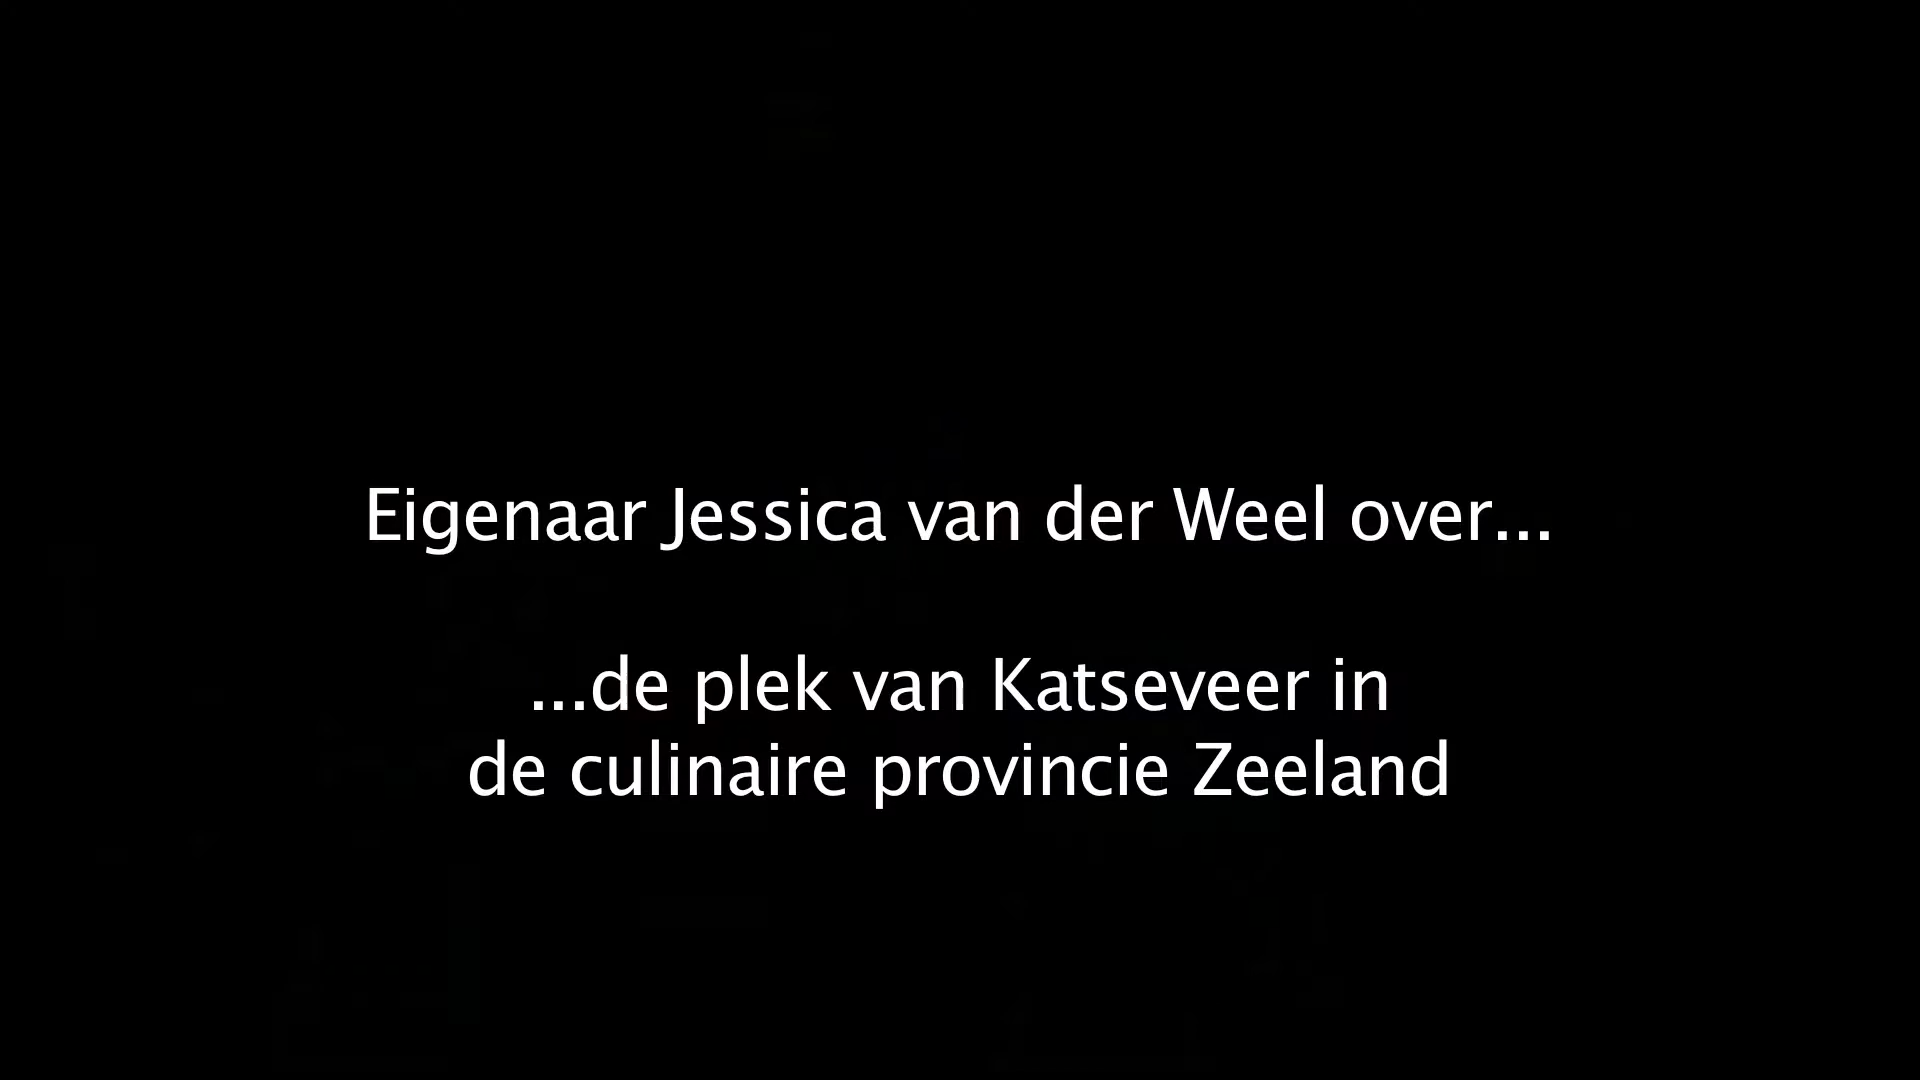 Eigenaar Jessica van der Weel over...
...de plek van Katseveer in
de culinaire provincie Zeeland